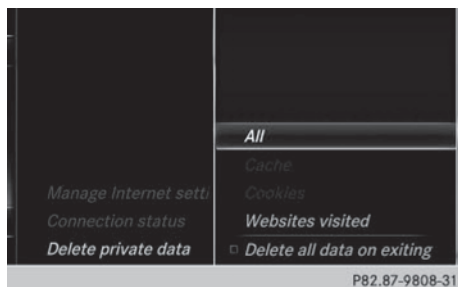 All
Cache
Cookies
Manage Internet setti
Websites visited
Connection status
Delete private data
Delete all data on exiting
P82.87-9808-31